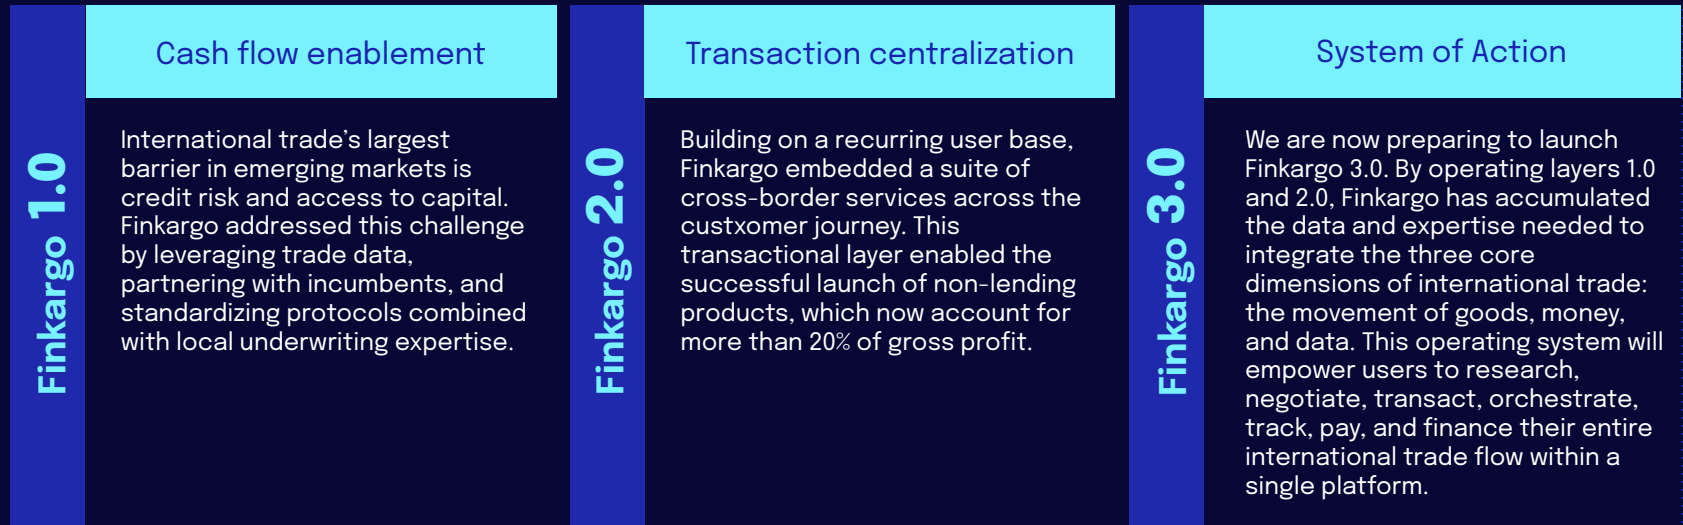 Finkargo 1.0
Cash flow enablement
International trade’s largest
barrier in emerging markets is
credit risk and access to capital.
Finkargo addressed this challenge
by leveraging trade data,
partnering with incumbents, and
standardizing protocols combined
with local underwriting expertise.
Finkargo 2.0
Transaction centralization
Building on a recurring user base,
Finkargo embedded a suite of
cross-border services across the
custxomer journey. This
transactional layer enabled the
successful launch of non-lending
products, which now account for
more than 20% of gross profit.
Finkargo 3.0
System of Action
We are now preparing to launch
Finkargo 3.0. By operating layers 1.0
and 2.0, Finkargo has accumulated
the data and expertise needed to
integrate the three core
dimensions of international trade:
the movement of goods, money,
and data. This operating system will
empower users to research,
negotiate, transact, orchestrate,
track, pay, and finance their entire
international trade flow within a
single platform.